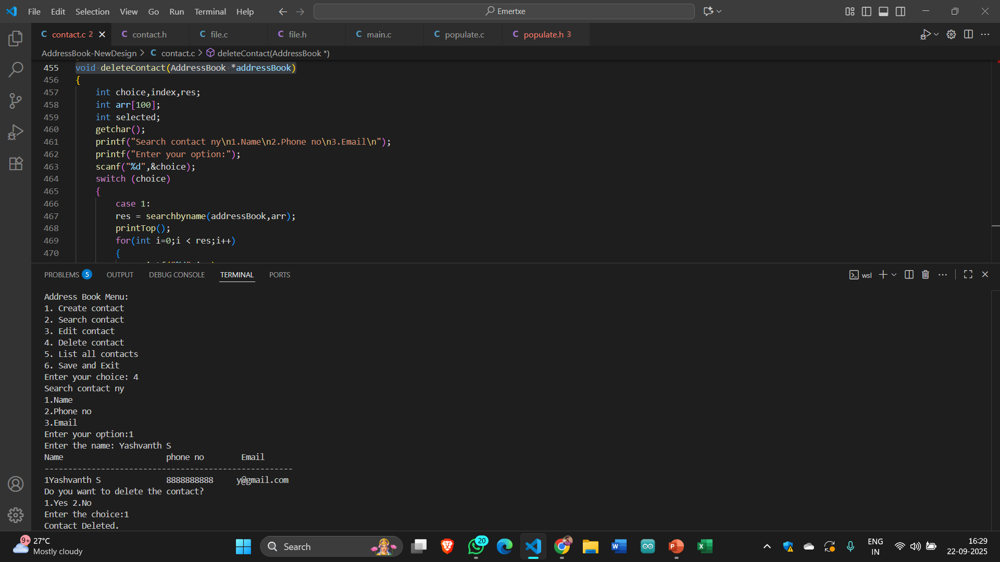 File Edit Selection View Go Run Terminal Help
Emertxe
contact.c 2
contact.h
file.c
file.h
main.c
populate.c
populate.h 3
AddressBook-NewDesign > C contact.c > deleteContact(AddressBook *)
455 void deleteContact(AddressBook *addressBook)
456 {
457 int choice,index,res;
458 int arr[100];
459 int selected;
460 getchar();
461 printf("Search contact ny\n1.Name\n2.Phone no\n3.Email\n");
462 printf("Enter your option:");
463 scanf("%d",&choice);
464 switch (choice)
465 {
466 case 1:
467 res = searchbyname(addressBook,arr);
468 printTop();
469 for(int i=0;i < res;i++)
470 {
PROBLEMS 5 OUTPUT DEBUG CONSOLE TERMINAL PORTS
wsl
Address Book Menu:
1. Create contact
2. Search contact
3. Edit contact
4. Delete contact
5. List all contacts
6. Save and Exit
Enter your choice: 4
Search contact ny
1.Name
2.Phone no
3.Email
Enter your option:1
Enter the name: Yashvanth S
Name phone no Email
-----------------------------------------------------
1Yashvanth S 8888888888 y@gmail.com
Do you want to delete the contact?
1.Yes 2.No
Enter the choice:1
Contact Deleted.
9+
27°C
Mostly cloudy
Search
20
ENG
IN
16:29
22-09-2025